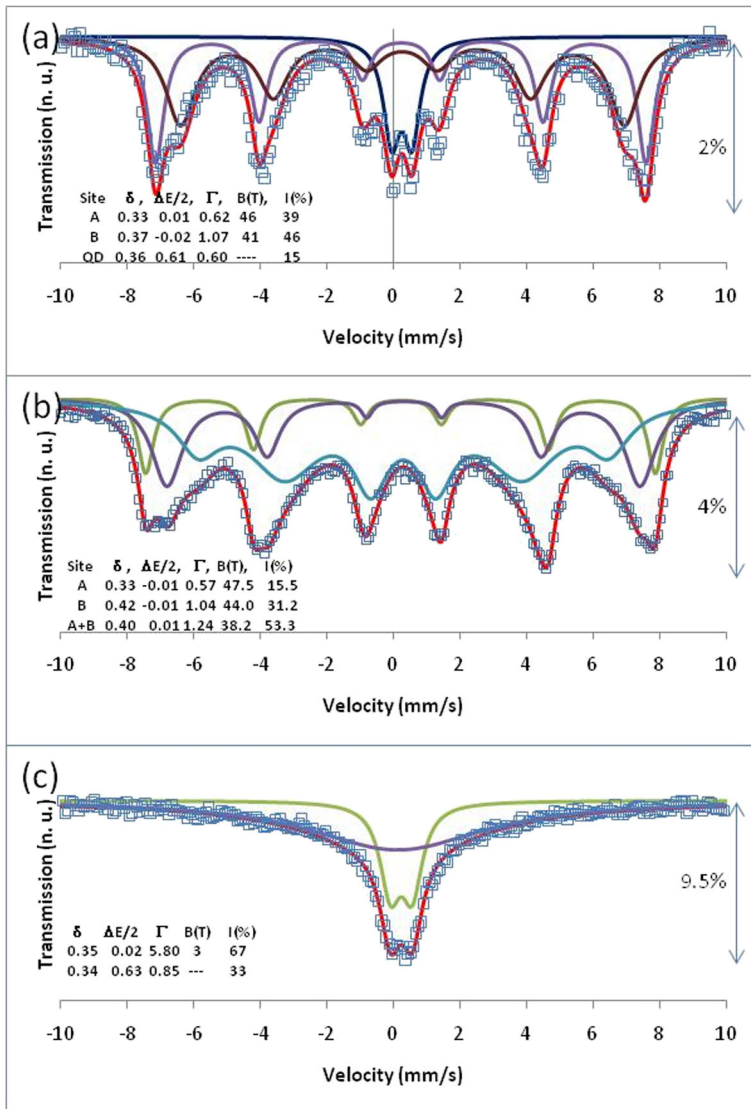 (a)
Transmission (n. u.)
2%
Site δ , ΔE/2, Γ, B(T), I(%)
A 0.33 0.01 0.62 46 39
B 0.37 -0.02 1.07 41 46
QD 0.36 0.61 0.60 ---- 15
-10 -8 -6 -4 -2 0 2 4 6 8 10
Velocity (mm/s)
(b)
Transmission (n. u.)
4%
Site δ , ΔE/2, Γ, B(T), I(%)
A 0.33 -0.01 0.57 47.5 15.5
B 0.42 -0.01 1.04 44.0 31.2
A+B 0.40 0.01 1.24 38.2 53.3
-10 -8 -6 -4 -2 0 2 4 6 8 10
Velocity (mm/s)
(c)
Transmission (n. u.)
9.5%
δ ΔE/2 Γ B(T) I(%)
0.35 0.02 5.80 3 67
0.34 0.63 0.85 --- 33
-10 -8 -6 -4 -2 0 2 4 6 8 10
Velocity (mm/s)